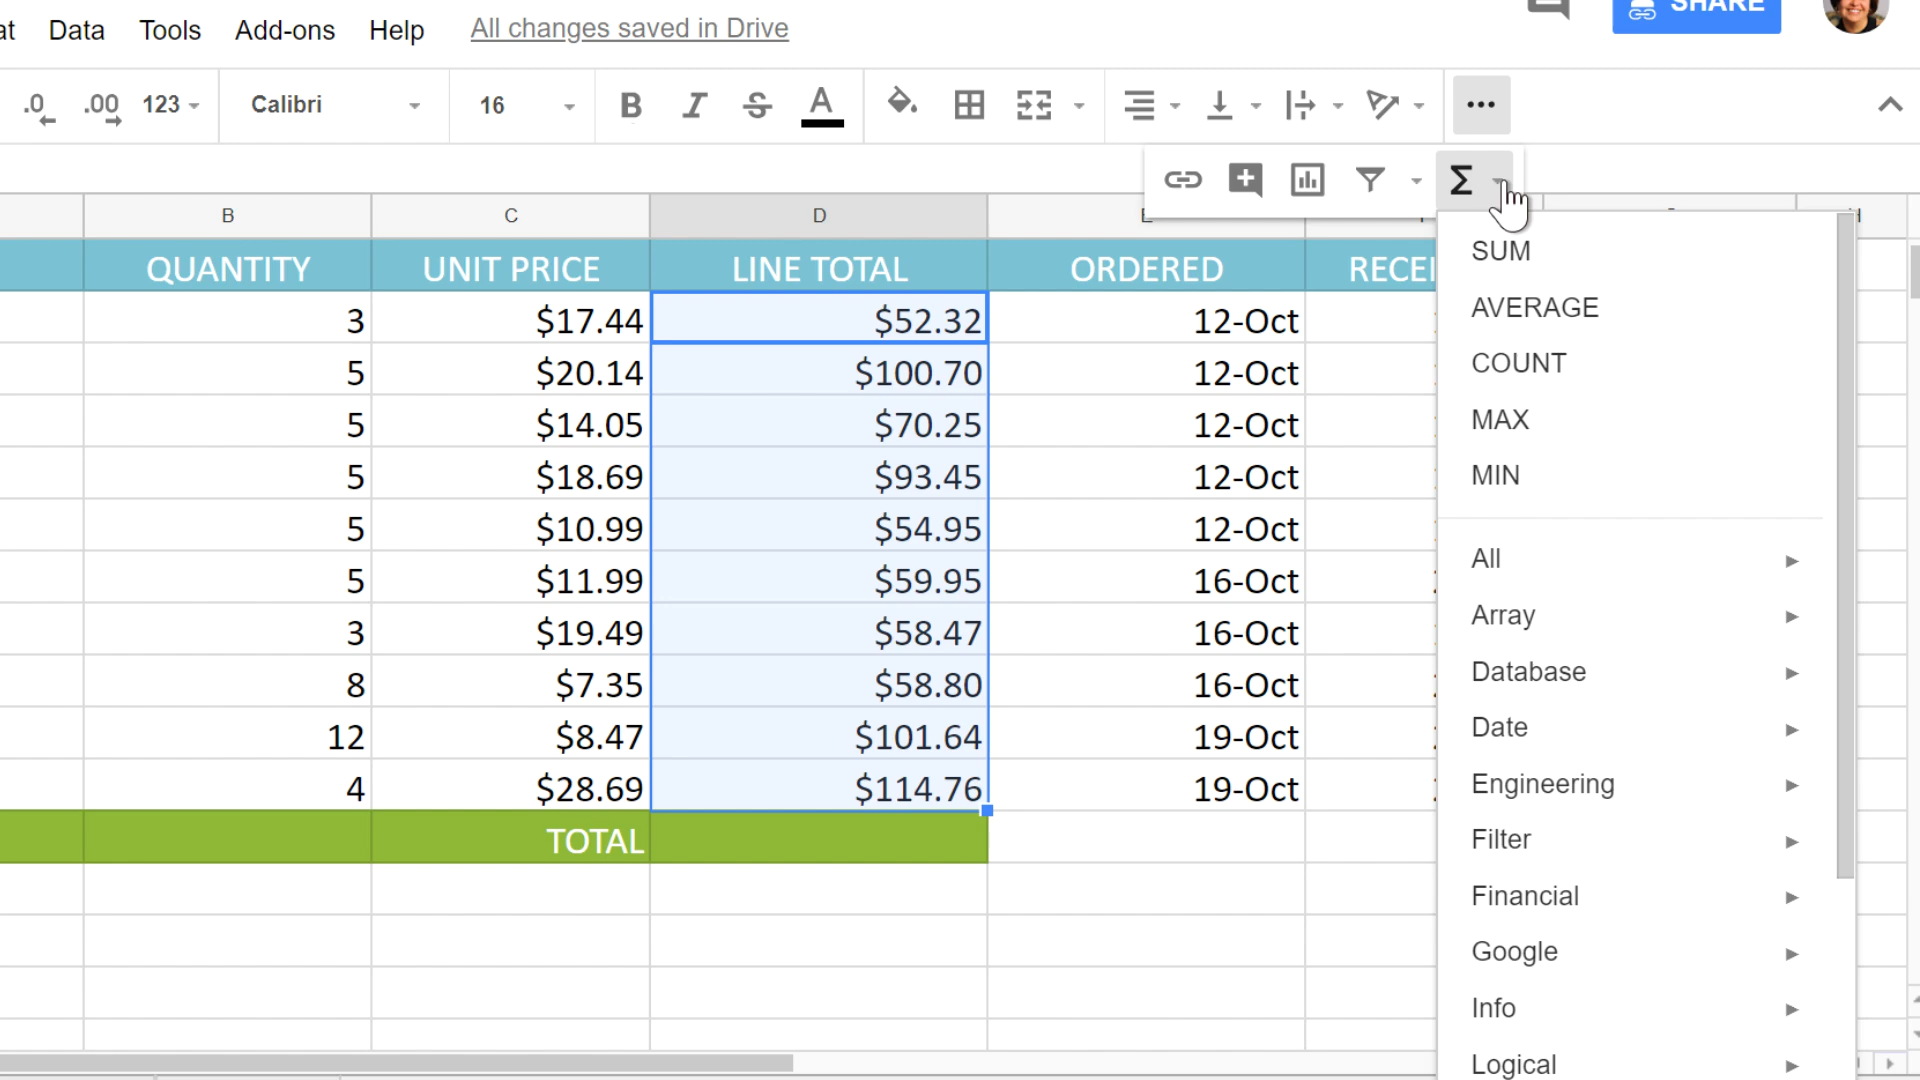 at Data Tools Add-ons Help All changes saved in Drive SHARE
.0 .00 123 Calibri 16 B I S A
Σ
B C D
QUANTITY UNIT PRICE LINE TOTAL ORDERED RECEI
3 $17.44 $52.32 12-Oct
5 $20.14 $100.70 12-Oct
5 $14.05 $70.25 12-Oct
5 $18.69 $93.45 12-Oct
5 $10.99 $54.95 12-Oct
5 $11.99 $59.95 16-Oct
3 $19.49 $58.47 16-Oct
8 $7.35 $58.80 16-Oct
12 $8.47 $101.64 19-Oct
4 $28.69 $114.76 19-Oct
TOTAL
SUM
AVERAGE
COUNT
MAX
MIN
All
Array
Database
Date
Engineering
Filter
Financial
Google
Info
Logical